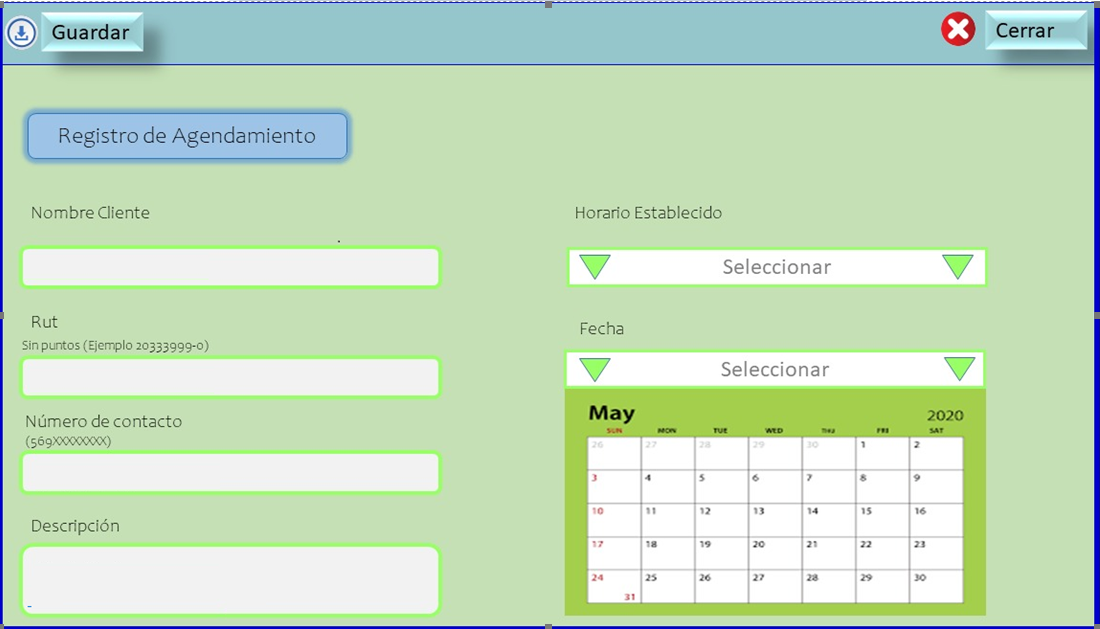 Guardar
Cerrar
Registro de Agendamiento
Nombre Cliente
Rut
Sin puntos (Ejemplo 20333999-0)
Número de contacto
(569XXXXXXXX)
Descripción
Horario Establecido
Seleccionar
Fecha
Seleccionar
May 2020
SUN MON TUE WED THU FRI SAT
26 27 28 29 30 1 2
3 4 5 6 7 8 9
10 11 12 13 14 15 16
17 18 19 20 21 22 23
24 25 26 27 28 29 30
31